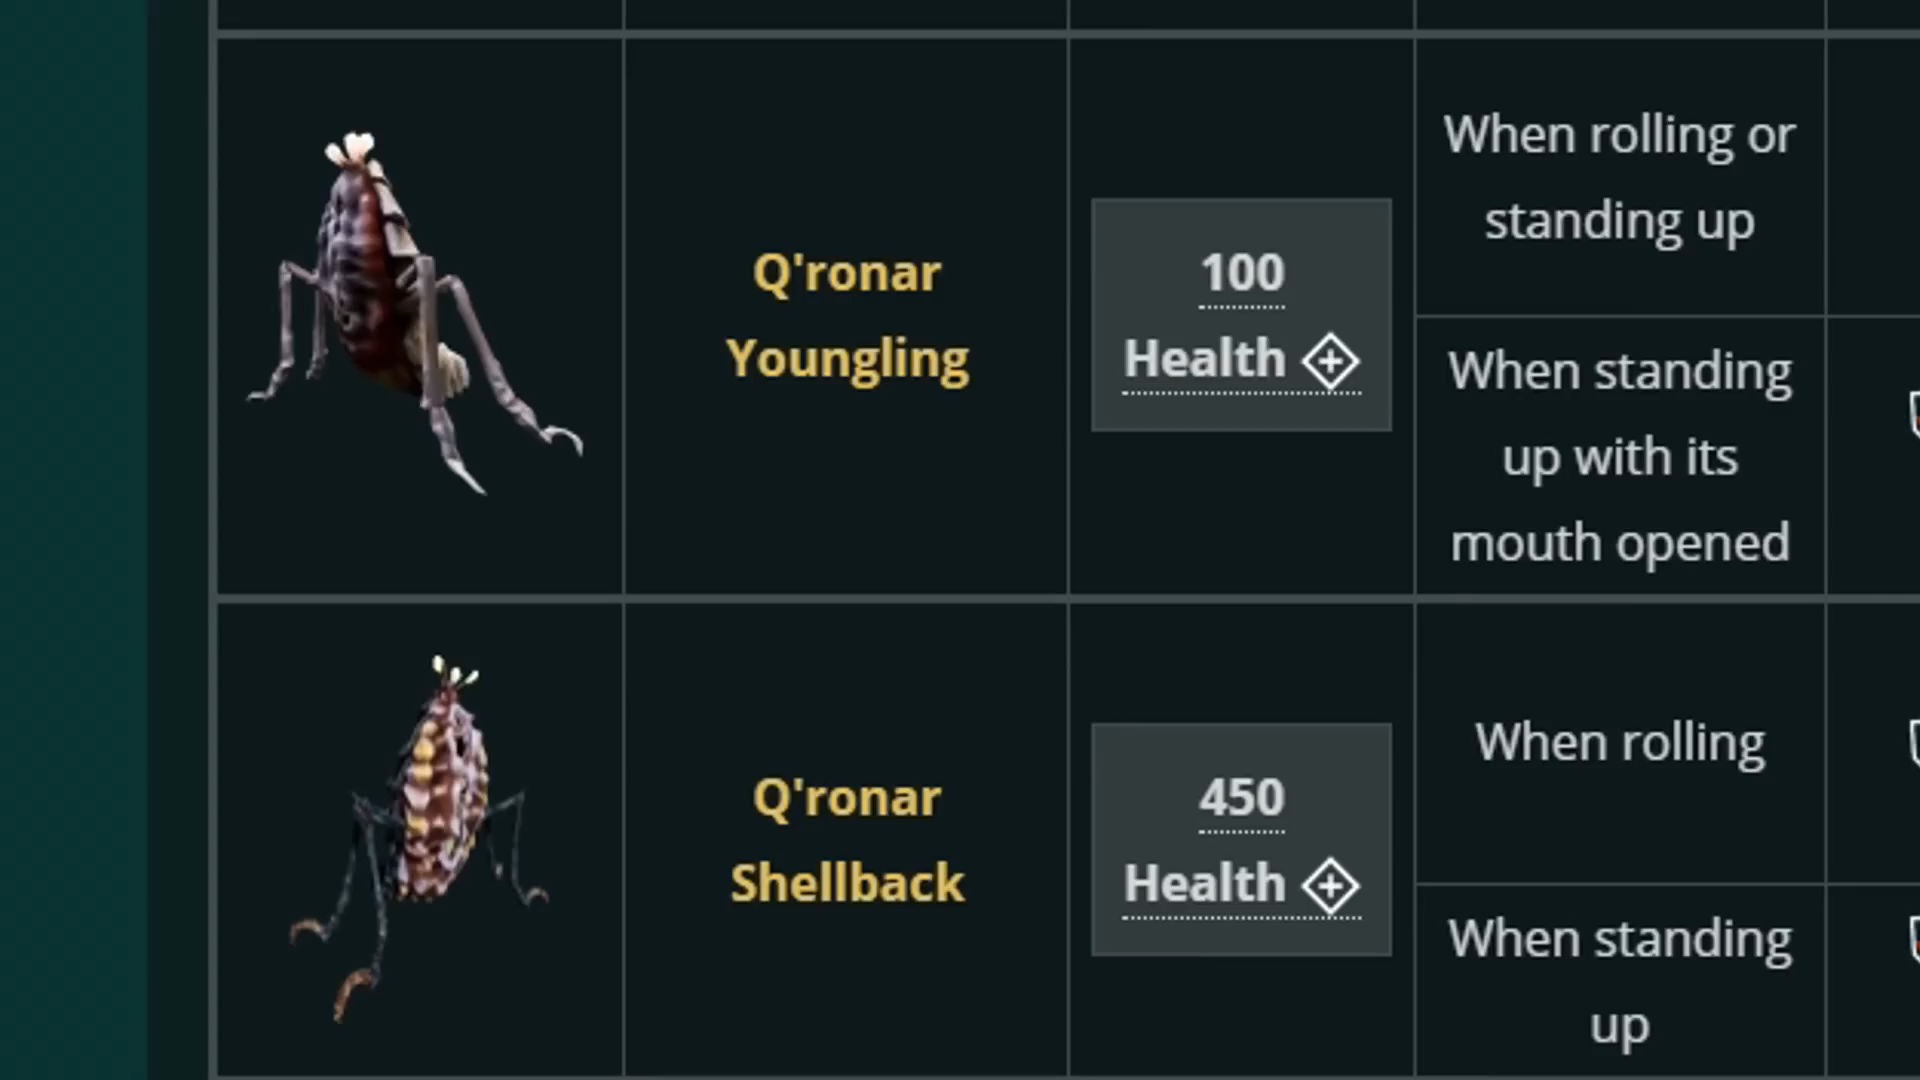 Q'ronar
Youngling
100
Health
When rolling or
standing up
When standing
up with its
mouth opened
Q'ronar
Shellback
450
Health
When rolling
When standing
up